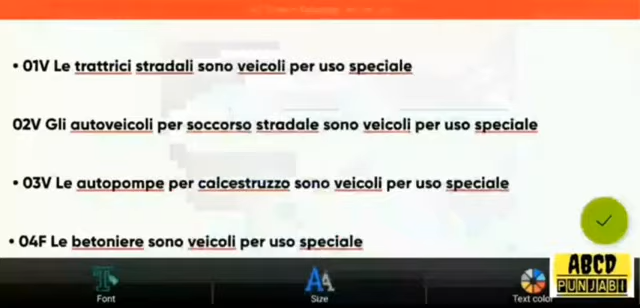 • 01V Le trattrici stradali sono veicoli per uso speciale
02V Gli autoveicoli per soccorso stradale sono veicoli per uso speciale
• 03V Le autopompe per calcestruzzo sono veicoli per uso speciale
• 04F Le betoniere sono veicoli per uso speciale
Font
Size
Text color
ABCD
PUNJABI